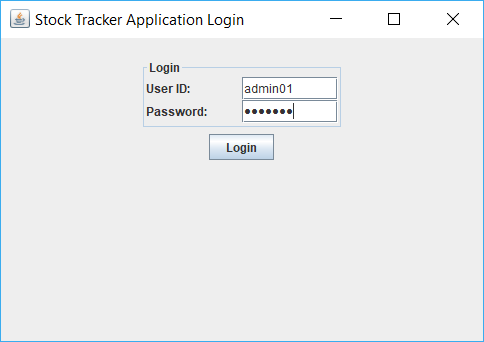 Stock Tracker Application Login
Login
User ID: admin01
Password: •••••••
Login